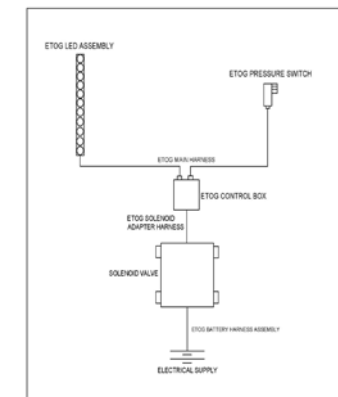 ETOG LED ASSEMBLY
ETOG PRESSURE SWITCH
ETOG MAIN HARNESS
ETOG CONTROL BOX
ETOG SOLENOID
ADAPTER HARNESS
SOLENOID VALVE
ETOG BATTERY HARNESS ASSEMBLY
ELECTRICAL SUPPLY